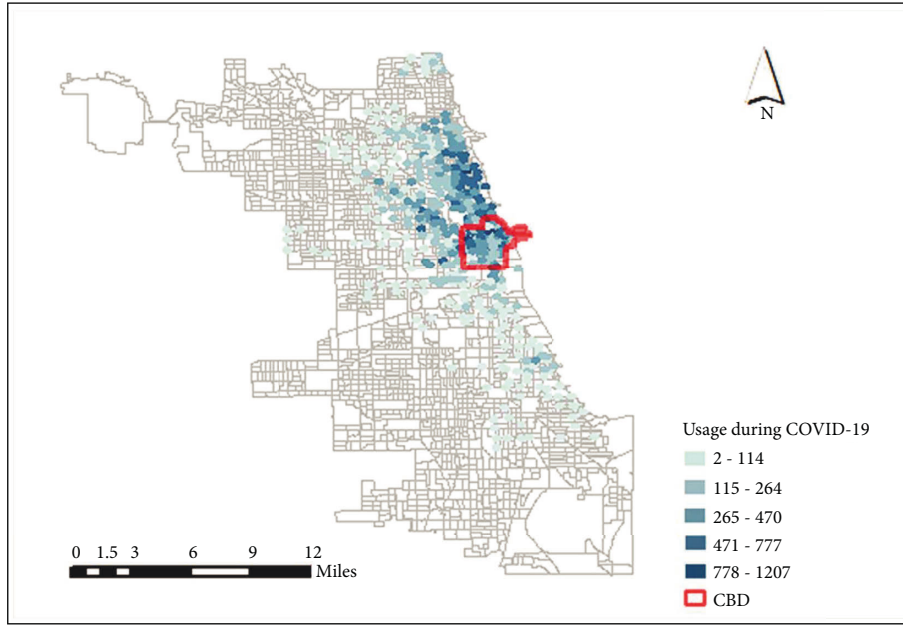 N
Usage during COVID-19
2 - 114
115 - 264
265 - 470
471 - 777
778 - 1207
CBD
0 1.5 3 6 9 12
Miles